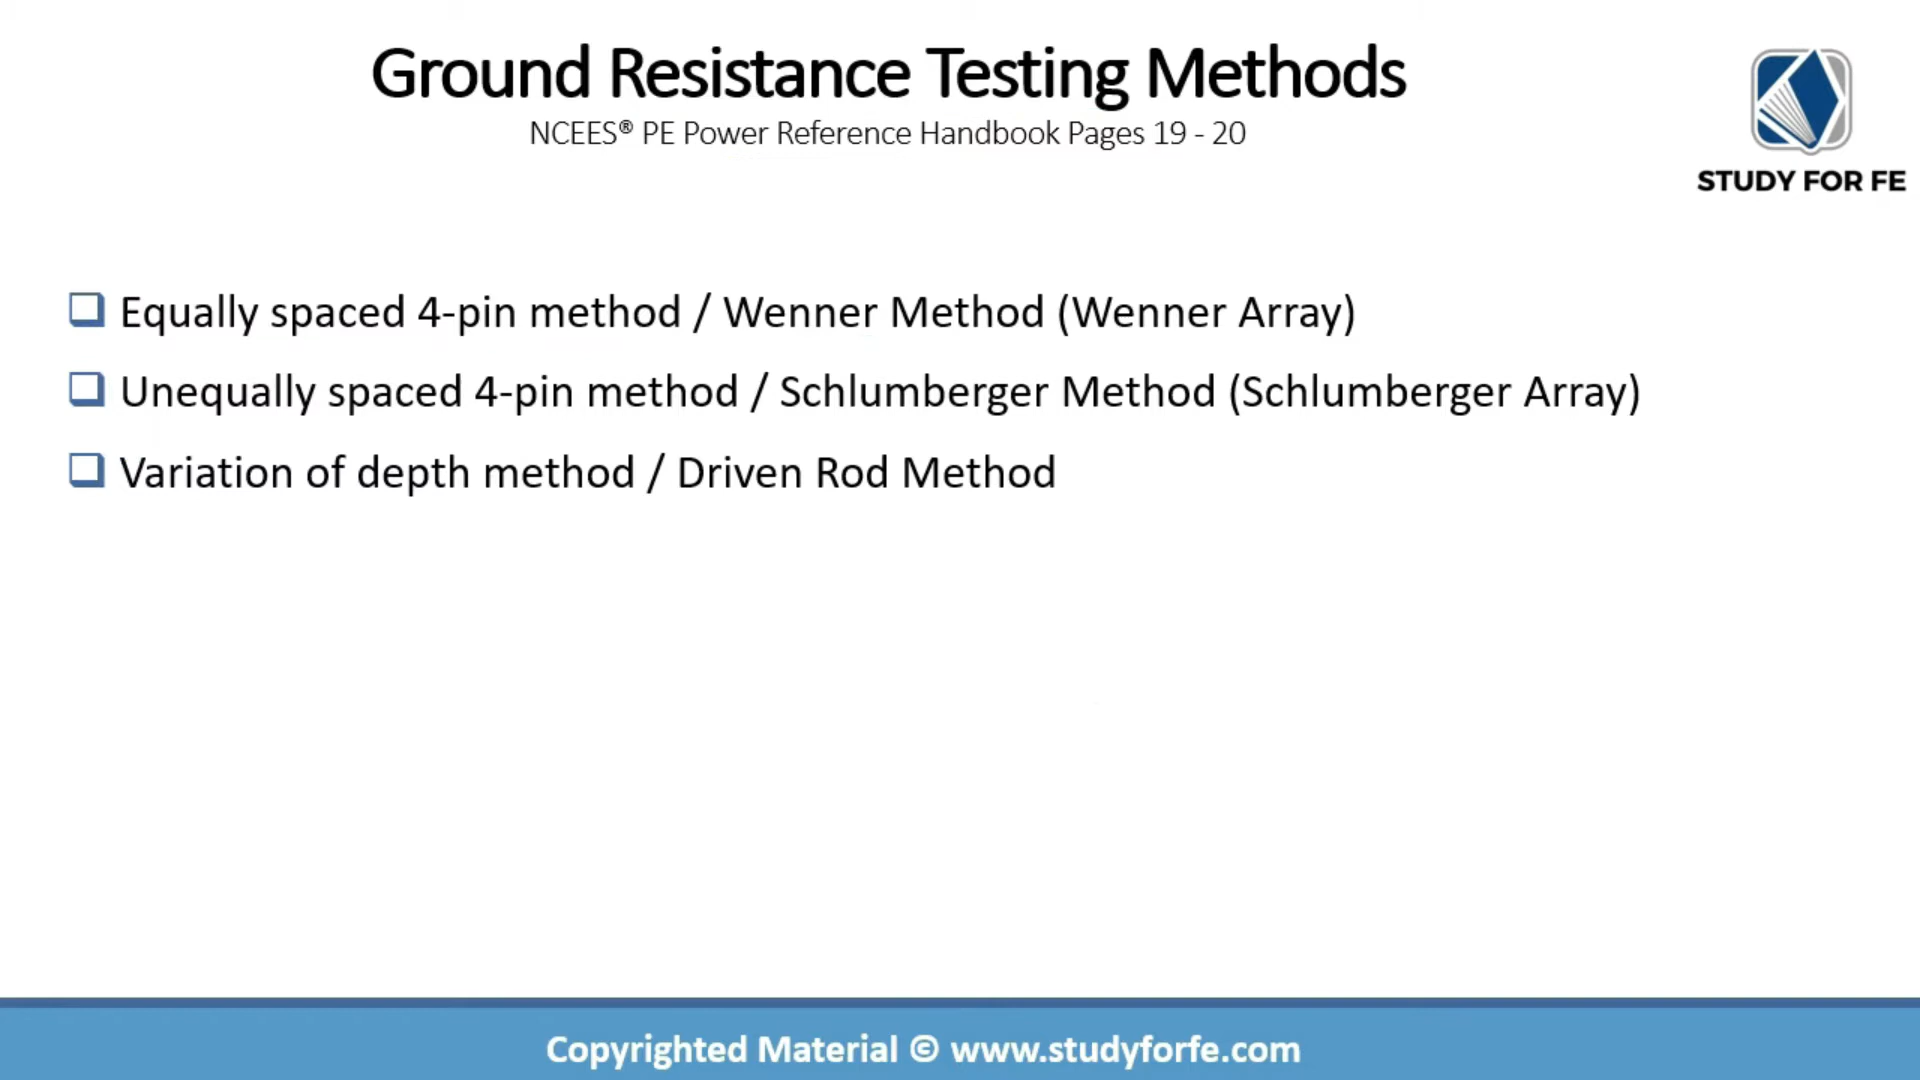 Ground Resistance Testing Methods
NCEES® PE Power Reference Handbook Pages 19 - 20
STUDY FOR FE
Equally spaced 4-pin method / Wenner Method (Wenner Array)
Unequally spaced 4-pin method / Schlumberger Method (Schlumberger Array)
Variation of depth method / Driven Rod Method
Copyrighted Material © www.studyforfe.com